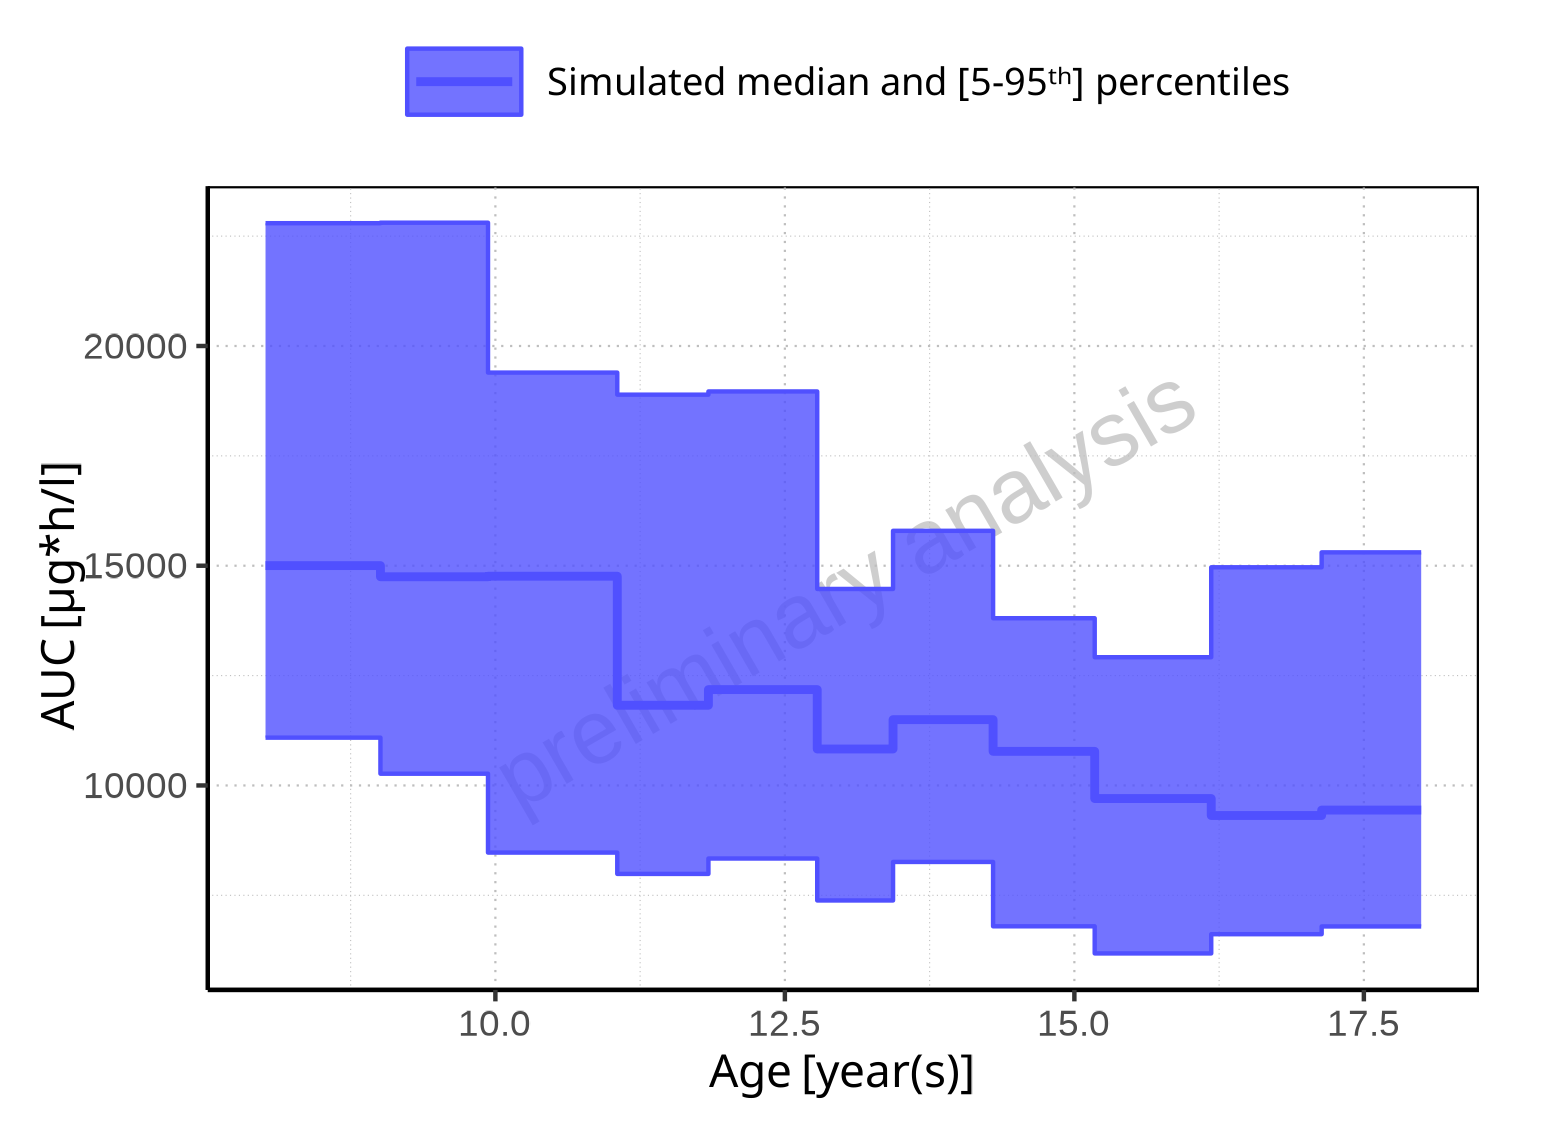 Simulated median and [5-95ᵗʰ] percentiles
AUC [µg*h/l]
20000
15000
10000
preliminary analysis
10.0 12.5 15.0 17.5
Age [year(s)]